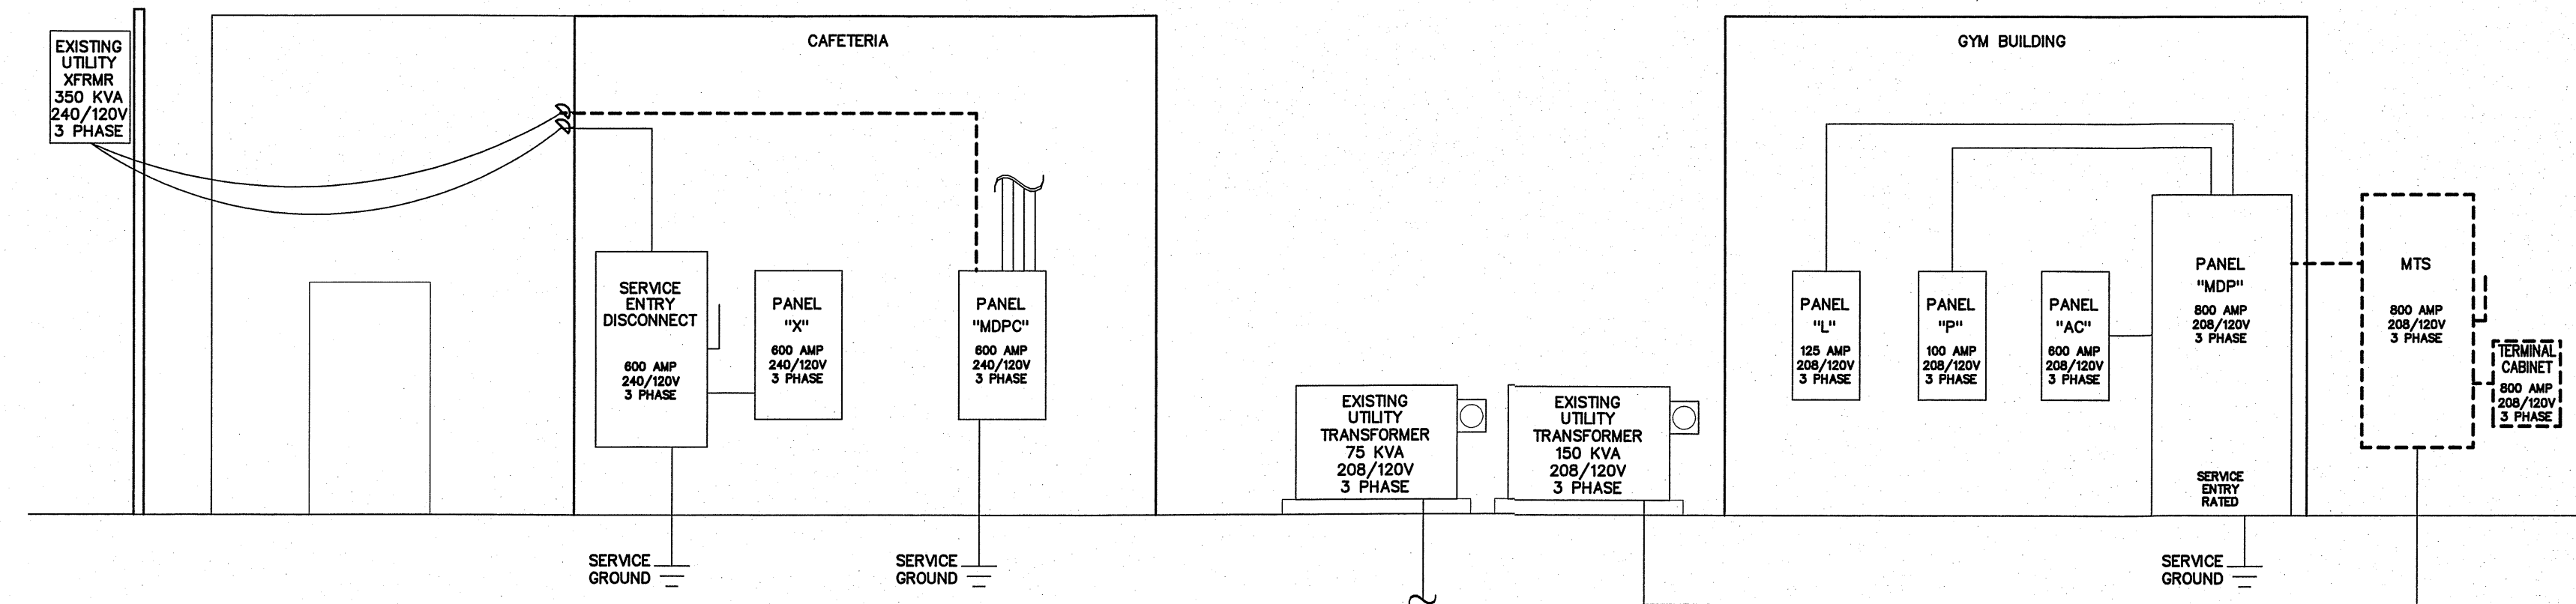 EXISTING
UTILITY
XFRMR
350 KVA
240/120V
3 PHASE
CAFETERIA
SERVICE
ENTRY
DISCONNECT
600 AMP
240/120V
3 PHASE
PANEL
"X"
600 AMP
240/120V
3 PHASE
PANEL
"MDPC"
600 AMP
240/120V
3 PHASE
SERVICE
GROUND
SERVICE
GROUND
EXISTING
UTILITY
TRANSFORMER
75 KVA
208/120V
3 PHASE
EXISTING
UTILITY
TRANSFORMER
150 KVA
208/120V
3 PHASE
GYM BUILDING
PANEL
"L"
125 AMP
208/120V
3 PHASE
PANEL
"P"
100 AMP
208/120V
3 PHASE
PANEL
"AC"
600 AMP
208/120V
3 PHASE
PANEL
"MDP"
800 AMP
208/120V
3 PHASE
SERVICE
ENTRY
RATED
SERVICE
GROUND
MTS
800 AMP
208/120V
3 PHASE
TERMINAL
CABINET
800 AMP
208/120V
3 PHASE